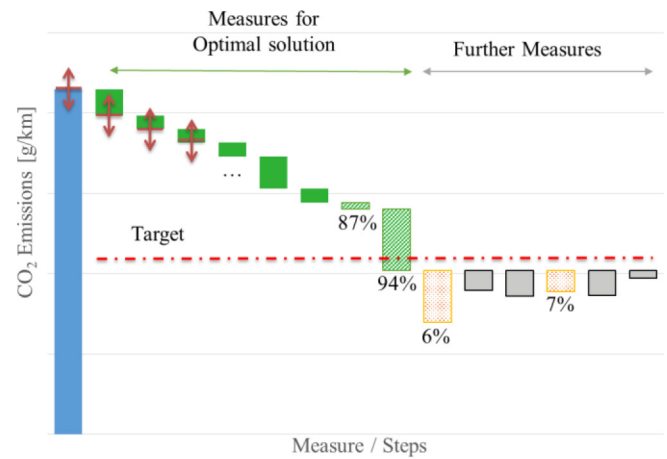 Measures for
Optimal solution
Further Measures
...
87%
Target
94%
7%
6%
CO₂ Emissions [g/km]
Measure / Steps